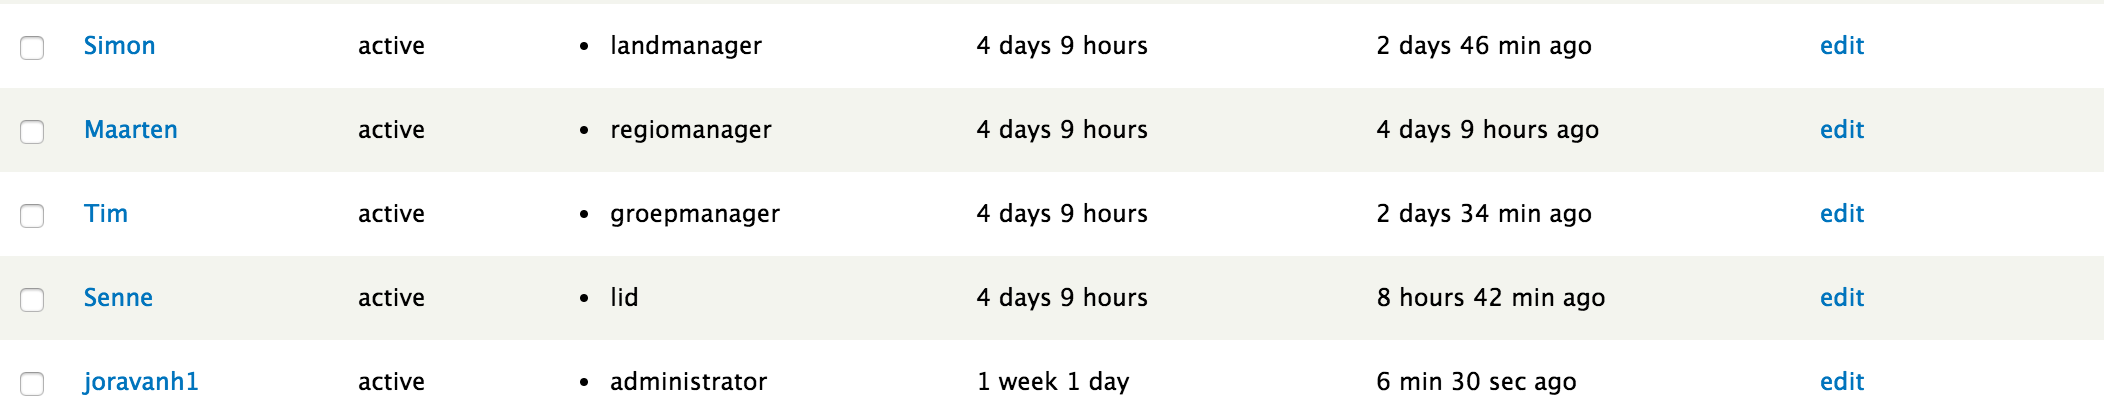 Simon active • landmanager 4 days 9 hours 2 days 46 min ago edit
Maarten active • regiomanager 4 days 9 hours 4 days 9 hours ago edit
Tim active • groepmanager 4 days 9 hours 2 days 34 min ago edit
Senne active • lid 4 days 9 hours 8 hours 42 min ago edit
joravanh1 active • administrator 1 week 1 day 6 min 30 sec ago edit